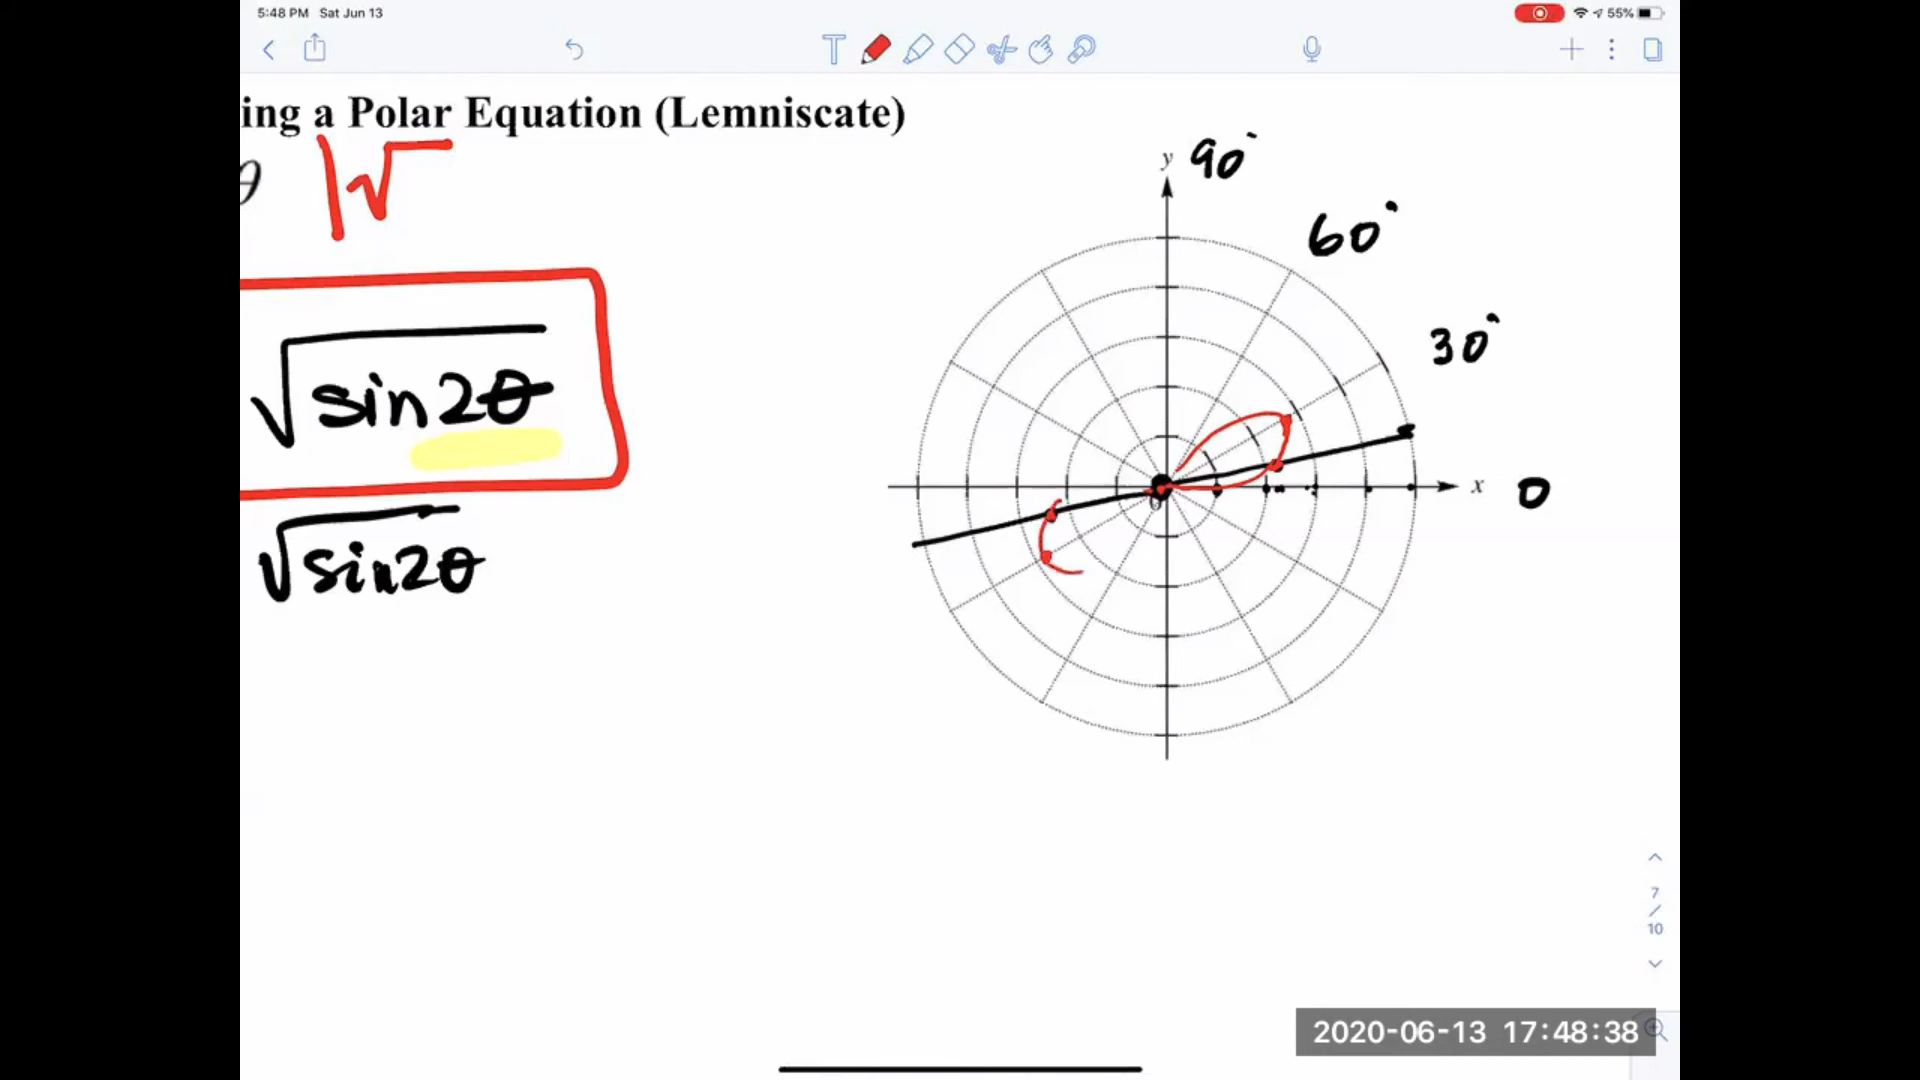 5:48 PM Sat Jun 13
55%
T
ing a Polar Equation (Lemniscate)
θ √
√sin2θ
√sin2θ
y 90°
60°
30°
x 0
0
7
/
10
2020-06-13 17:48:38